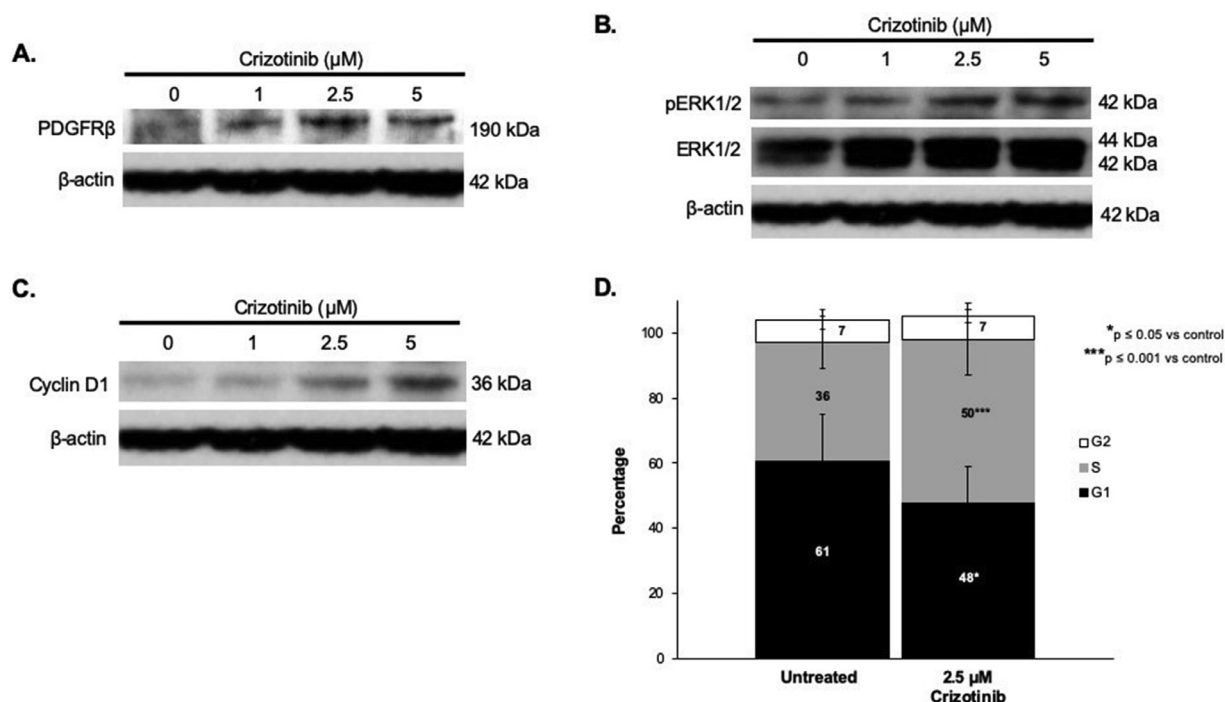 A.
Crizotinib (µM)
0 1 2.5 5
PDGFRβ 190 kDa
β-actin 42 kDa
B.
Crizotinib (µM)
0 1 2.5 5
pERK1/2 42 kDa
ERK1/2 44 kDa
42 kDa
β-actin 42 kDa
C.
Crizotinib (µM)
0 1 2.5 5
Cyclin D1 36 kDa
β-actin 42 kDa
D.
Percentage
100
80
60
40
20
0
7
36
61
7
50***
48*
Untreated
2.5 µM
Crizotinib
*p ≤ 0.05 vs control
***p ≤ 0.001 vs control
G2
S
G1